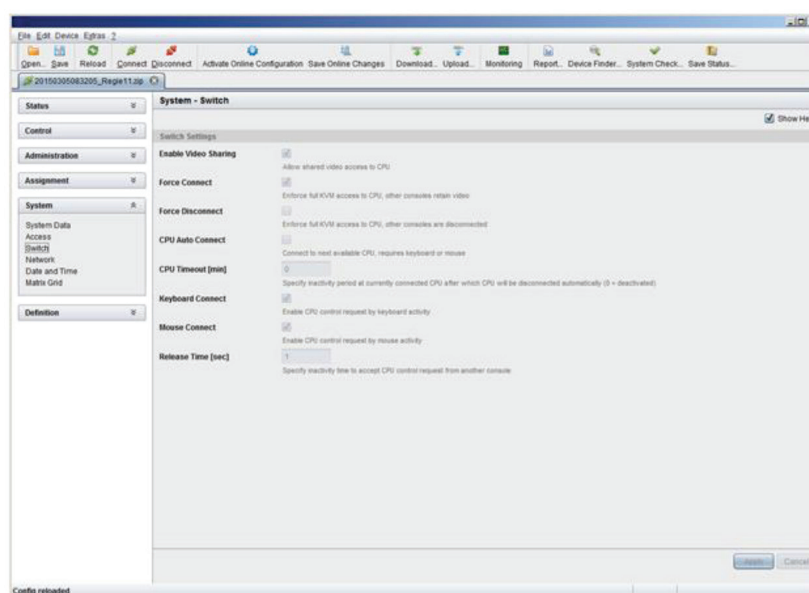 File Edit Device Extras ?
Open... Save Reload Connect Disconnect Activate Online Configuration Save Online Changes Download... Upload... Monitoring Report... Device Finder... System Check... Save Status...
20150305083205_Regie11.zip
Status
Control
Administration
Assignment
System
System Data
Access
Switch
Network
Date and Time
Matrix Grid
Definition
System - Switch
Show He
Switch Settings
Enable Video Sharing
Allow shared video access to CPU
Force Connect
Enforce full KVM access to CPU, other consoles retain video
Force Disconnect
Enforce full KVM access to CPU, other consoles are disconnected
CPU Auto Connect
Connect to next available CPU, requires keyboard or mouse
CPU Timeout [min] 0
Specify inactivity period at currently connected CPU after which CPU will be disconnected automatically (0 = deactivated)
Keyboard Connect
Enable CPU control request by keyboard activity
Mouse Connect
Enable CPU control request by mouse activity
Release Time [sec] 1
Specify inactivity time to accept CPU control request from another console
Apply Cancel
Config reloaded